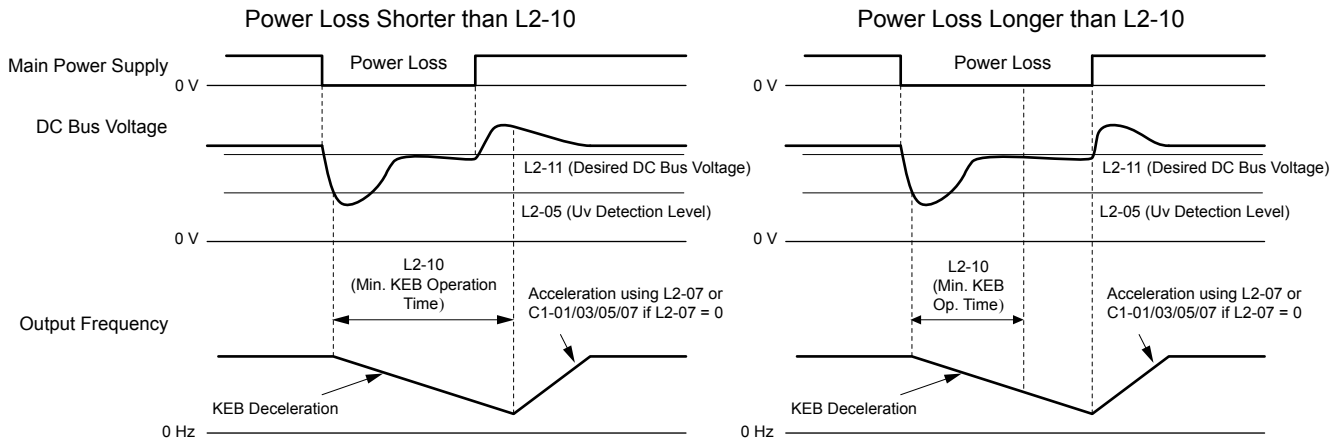 Power Loss Shorter than L2-10
Main Power Supply
Power Loss
0 V
DC Bus Voltage
L2-11 (Desired DC Bus Voltage)
L2-05 (Uv Detection Level)
0 V
L2-10
(Min. KEB Operation
Time)
Acceleration using L2-07 or
C1-01/03/05/07 if L2-07 = 0
Output Frequency
KEB Deceleration
0 Hz
Power Loss Longer than L2-10
Power Loss
0 V
L2-11 (Desired DC Bus Voltage)
L2-05 (Uv Detection Level)
0 V
L2-10
(Min. KEB
Op. Time)
Acceleration using L2-07 or
C1-01/03/05/07 if L2-07 = 0
KEB Deceleration
0 Hz